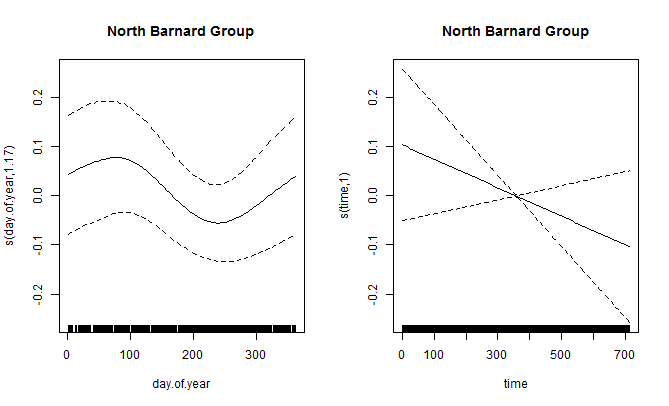 North Barnard Group
s(day.of.year,1.17)
0.2
0.1
0.0
-0.1
-0.2
0 100 200 300
day.of.year
North Barnard Group
s(time,1)
0.2
0.1
0.0
-0.1
-0.2
0 100 300 500 700
time